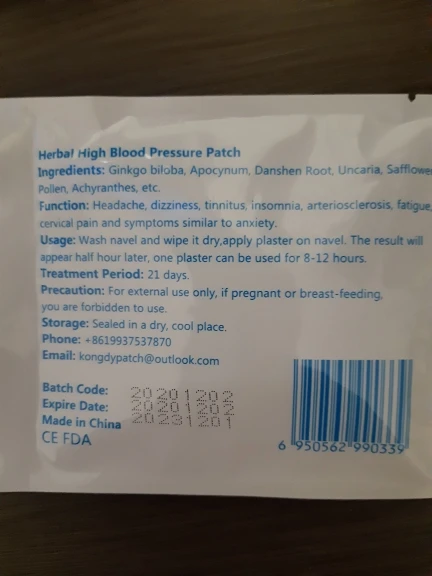 Herbal High Blood Pressure Patch
Ingredients: Ginkgo biloba, Apocynum, Danshen Root, Uncaria, Safflower
Pollen, Achyranthes, etc.
Function: Headache, dizziness, tinnitus, insomnia, arteriosclerosis, fatigue,
cervical pain and symptoms similar to anxiety.
Usage: Wash navel and wipe it dry,apply plaster on navel. The result will
appear half hour later, one plaster can be used for 8-12 hours.
Treatment Period: 21 days.
Precaution: For external use only, if pregnant or breast-feeding,
you are forbidden to use.
Storage: Sealed in a dry, cool place.
Phone: +8619937537870
Email: kongdypatch@outlook.com
Batch Code: 20201202
Expire Date: 20201202
Made in China 20231201
CE FDA
6 950562 990339